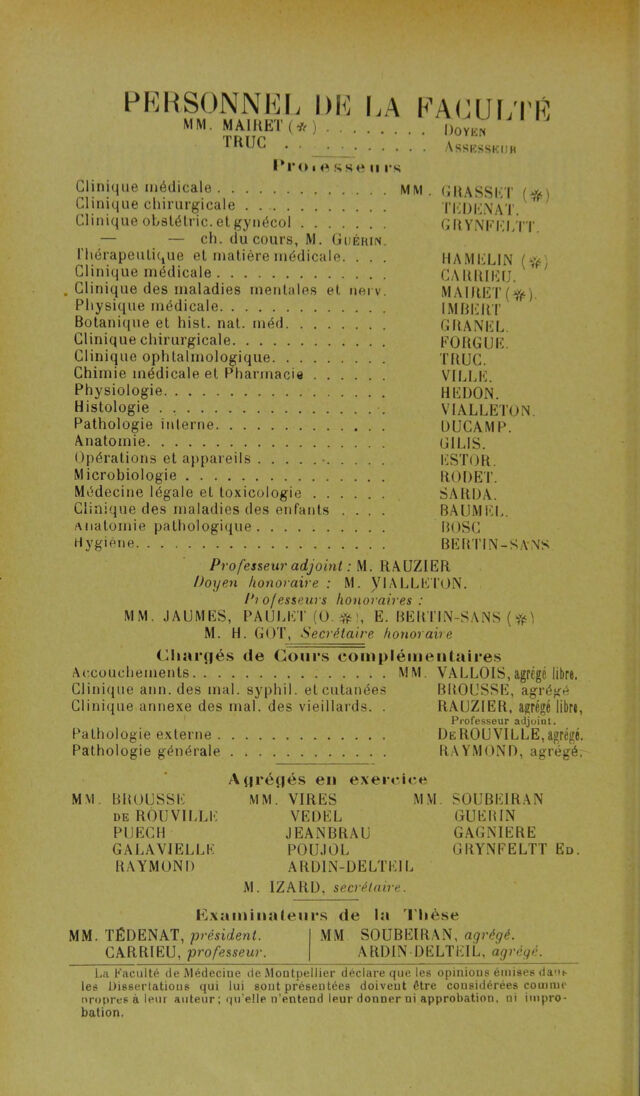 PERSONNEL DE LA FACULTÉ
MM. MAIRET (✻) . . . . . . . . DOYEN
TRUC . . . . . . . . . . ASSESSEUR
Professeurs
Clinique médicale . . . . . . . . . . . . . MM. GRASSET (✻)
Clinique chirurgicale . . . . . . . . . . . TEDENAT.
Clinique obstétric. et gynécol . . . . . . . GRYNFELTT.
— — ch. du cours, M. GUÉRIN.
Thérapeutique et matière médicale. . . . HAMELIN (✻)
Clinique médicale . . . . . . . . . . . . . CARRIEU.
Clinique des maladies mentales et nerv. MAIRET (✻).
Physique médicale. . . . . . . . . . . . . IMBERT
Botanique et hist. nat. méd. . . . . . . . GRANEL.
Clinique chirurgicale. . . . . . . . . . . . FORGUE.
Clinique ophtalmologique. . . . . . . . . TRUC.
Chimie médicale et Pharmacie . . . . . . VILLE.
Physiologie. . . . . . . . . . . . . . . . . HEDON.
Histologie . . . . . . . . . . . . . . . . . VIALLETON.
Pathologie interne. . . . . . . . . . . . . DUCAMP.
Anatomie. . . . . . . . . . . . . . . . . . GILIS.
Opérations et appareils . . . . . . . . . . ESTOR.
Microbiologie . . . . . . . . . . . . . . . RODET.
Médecine légale et toxicologie . . . . . . SARDA.
Clinique des maladies des enfants . . . . BAUMEL.
Anatomie pathologique . . . . . . . . . . BOSC
Hygiène. . . . . . . . . . . . . . . . . . . BERTIN-SANS
Professeur adjoint : M. RAUZIER
Doyen honoraire : M. VIALLETON.
Professeurs honoraires :
MM. JAUMES, PAULET (O. ✻), E. BERTIN-SANS (✻)
M. H. GOT, Secrétaire honoraire
Chargés de Cours complémentaires
Accouchements. . . . . . . . . . . . . . . MM. VALLOIS, agrégé libre.
Clinique ann. des mal. syphil. et cutanées BROUSSE, agrégé
Clinique annexe des mal. des vieillards. . RAUZIER, agrégé libre,
Professeur adjoint.
Pathologie externe . . . . . . . . . . . . . DE ROUVILLE, agrégé.
Pathologie générale . . . . . . . . . . . . RAYMOND, agrégé.
Agrégés en exercice
MM. BROUSSE MM. VIRES MM. SOUBEIRAN
DE ROUVILLE VEDEL GUERIN
PUECH JEANBRAU GAGNIERE
GALAVIELLE POUJOL GRYNFELTT ED.
RAYMOND ARDIN-DELTEIL
M. IZARD, secrétaire.
Examinateurs de la Thèse
MM. TÉDENAT, président. MM SOUBEIRAN, agrégé.
CARRIEU, professeur. ARDIN DELTEIL, agrégé.
La Faculté de Médecine de Montpellier déclare que les opinions émises dans
les Dissertations qui lui sont présentées doivent être considérées comme
propres à leur auteur ; qu'elle n'entend leur donner ni approbation, ni impro-
bation.